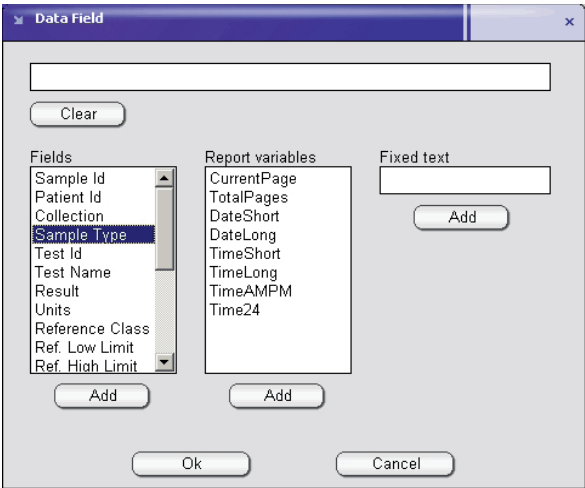 Data Field
Clear
Fields
Sample Id
Patient Id
Collection
Sample Type
Test Id
Test Name
Result
Units
Reference Class
Ref. Low Limit
Ref. High Limit
Add
Report variables
CurrentPage
TotalPages
DateShort
DateLong
TimeShort
TimeLong
TimeAMPM
Time24
Add
Fixed text
Add
Ok
Cancel